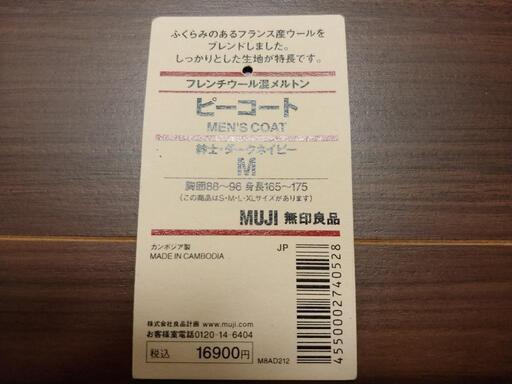 ふくらみのあるフランス産ウールを
ブレンドしました。
しっかりとした生地が特長です。
フレンチウール混メルトン
ピーコート
MEN'S COAT
紳士・ダークネイビー
M
胸囲88〜96 身長165〜175
(この商品はS・M・L・XLサイズがあります)
MUJI 無印良品
カンボジア製
MADE IN CAMBODIA
JP
4550002740528
株式会社良品計画 www.muji.com
お客様室電話0120-14-6404
税込 16900円
M8AD212